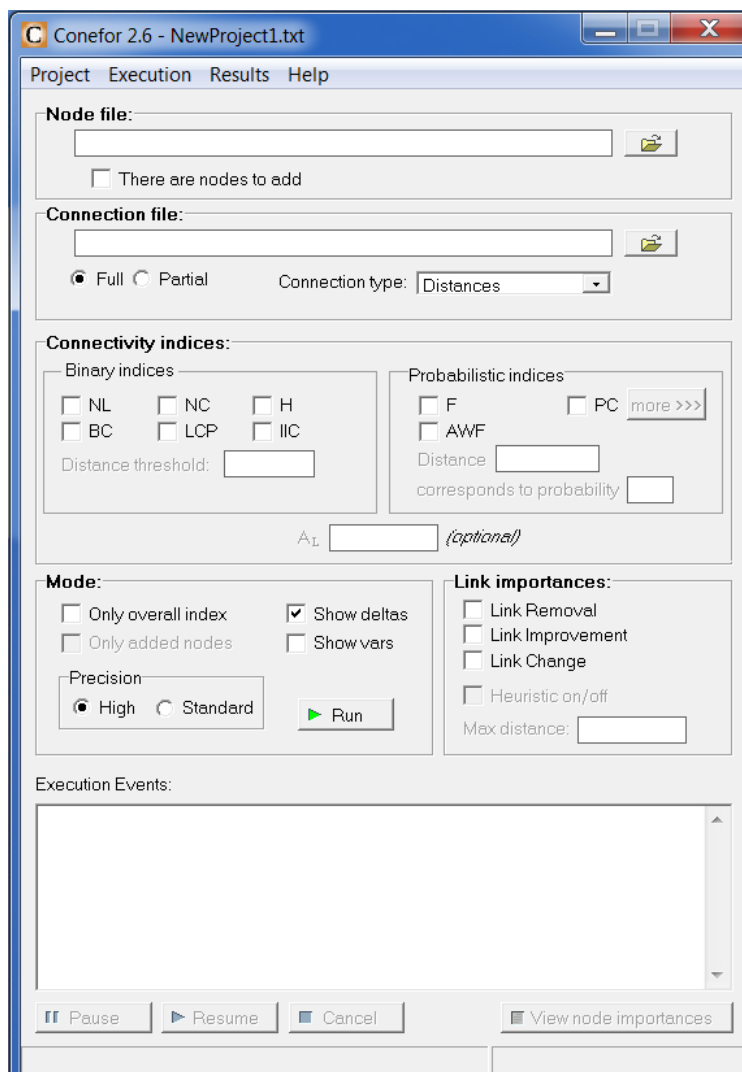 C Conefor 2.6 - NewProject1.txt
Project Execution Results Help
Node file:
There are nodes to add
Connection file:
Full Partial Connection type: Distances
Connectivity indices:
Binary indices
NL NC H
BC LCP IIC
Distance threshold:
Probabilistic indices
F PC more >>>
AWF
Distance
corresponds to probability
AL (optional)
Mode:
Only overall index Show deltas
Only added nodes Show vars
Precision
High Standard
Run
Link importances:
Link Removal
Link Improvement
Link Change
Heuristic on/off
Max distance:
Execution Events:
Pause Resume Cancel View node importances